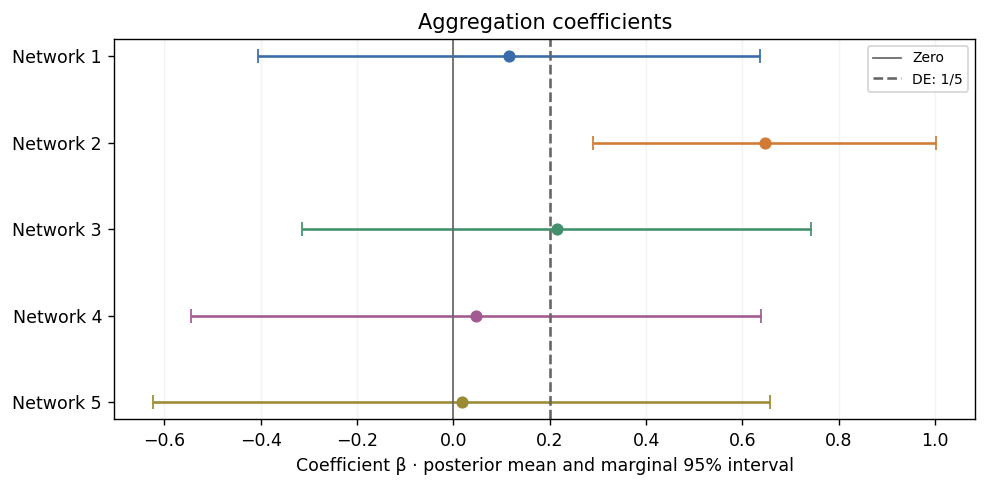 Aggregation coefficients
Network 1
Network 2
Network 3
Network 4
Network 5
Zero
DE: 1/5
−0.6 −0.4 −0.2 0.0 0.2 0.4 0.6 0.8 1.0
Coefficient β · posterior mean and marginal 95% interval